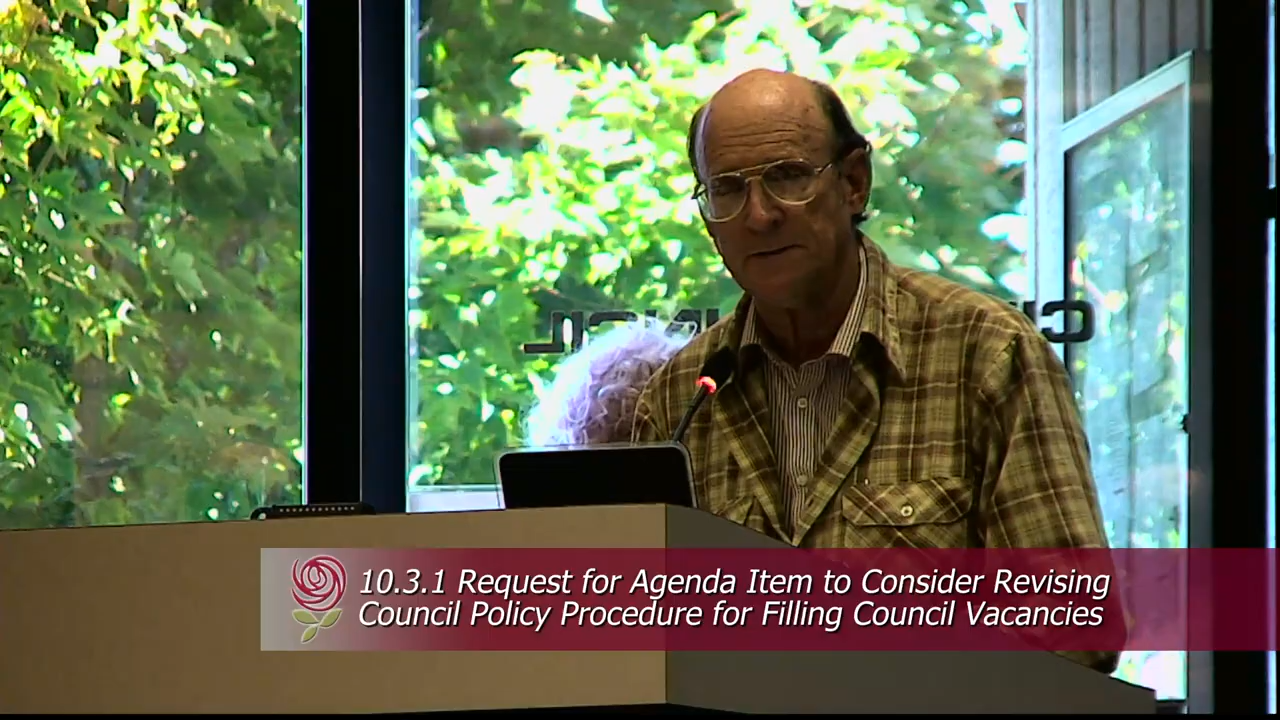 10.3.1 Request for Agenda Item to Consider Revising
Council Policy Procedure for Filling Council Vacancies